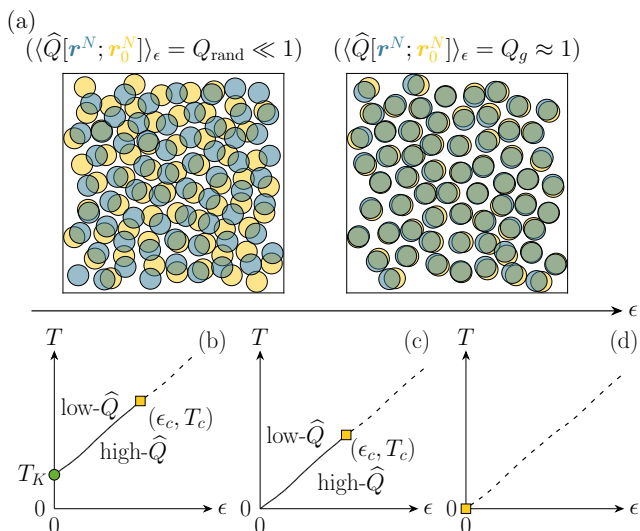 (a)
(⟨Q̂[r^N; r_0^N]⟩_ϵ = Q_rand ≪ 1) (⟨Q̂[r^N; r_0^N]⟩_ϵ = Q_g ≈ 1)
ϵ
T (b) T (c) T (d)
low-Q̂ (ϵ_c, T_c) high-Q̂ T_K 0 0 ϵ
low-Q̂ (ϵ_c, T_c) high-Q̂ 0 0 ϵ
0 0 ϵ